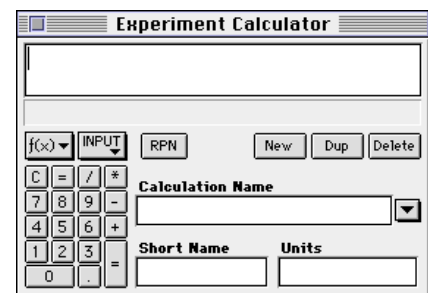 Experiment Calculator
f(x) INPUT RPN New Dup Delete
C = / *
Calculation Name
7 8 9 -
4 5 6 +
1 2 3 =
Short Name Units
0 .